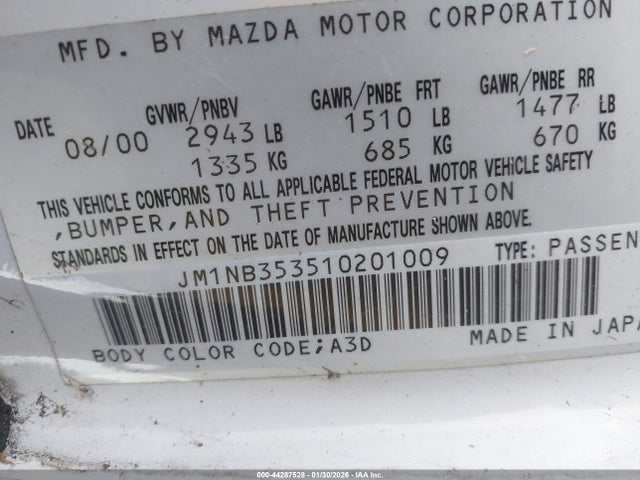 MFD. BY MAZDA MOTOR CORPORATION
GVWR/PNBV GAWR/PNBE FRT GAWR/PNBE RR
DATE 08/00 2943 LB 1510 LB 1477 LB
1335 KG 685 KG 670 KG
THIS VEHICLE CONFORMS TO ALL APPLICABLE FEDERAL MOTOR VEHICLE SAFETY
,BUMPER,AND THEFT PREVENTION
STANDARDS IN EFFECT ON THE DATE OF MANUFACTURE SHOWN ABOVE.
JM1NB353510201009 TYPE: PASSEN
BODY COLOR CODE;A3D MADE IN JAPA
000-44287528 - 01/30/2026 - IAA Inc.